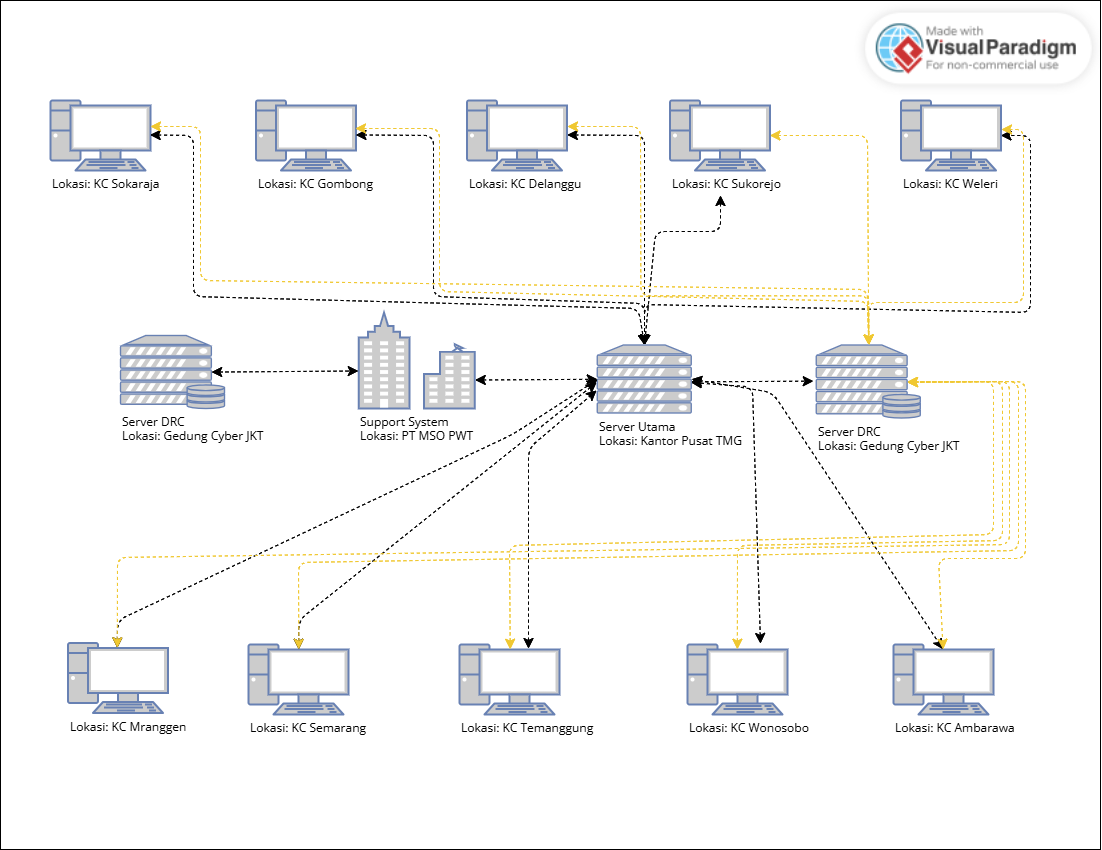 Made with
Visual Paradigm
For non-commercial use
Lokasi: KC Sokaraja
Lokasi: KC Gombong
Lokasi: KC Delanggu
Lokasi: KC Sukorejo
Lokasi: KC Weleri
Server DRC
Lokasi: Gedung Cyber JKT
Support System
Lokasi: PT MSO PWT
Server Utama
Lokasi: Kantor Pusat TMG
Server DRC
Lokasi: Gedung Cyber JKT
Lokasi: KC Mranggen
Lokasi: KC Semarang
Lokasi: KC Temanggung
Lokasi: KC Wonosobo
Lokasi: KC Ambarawa